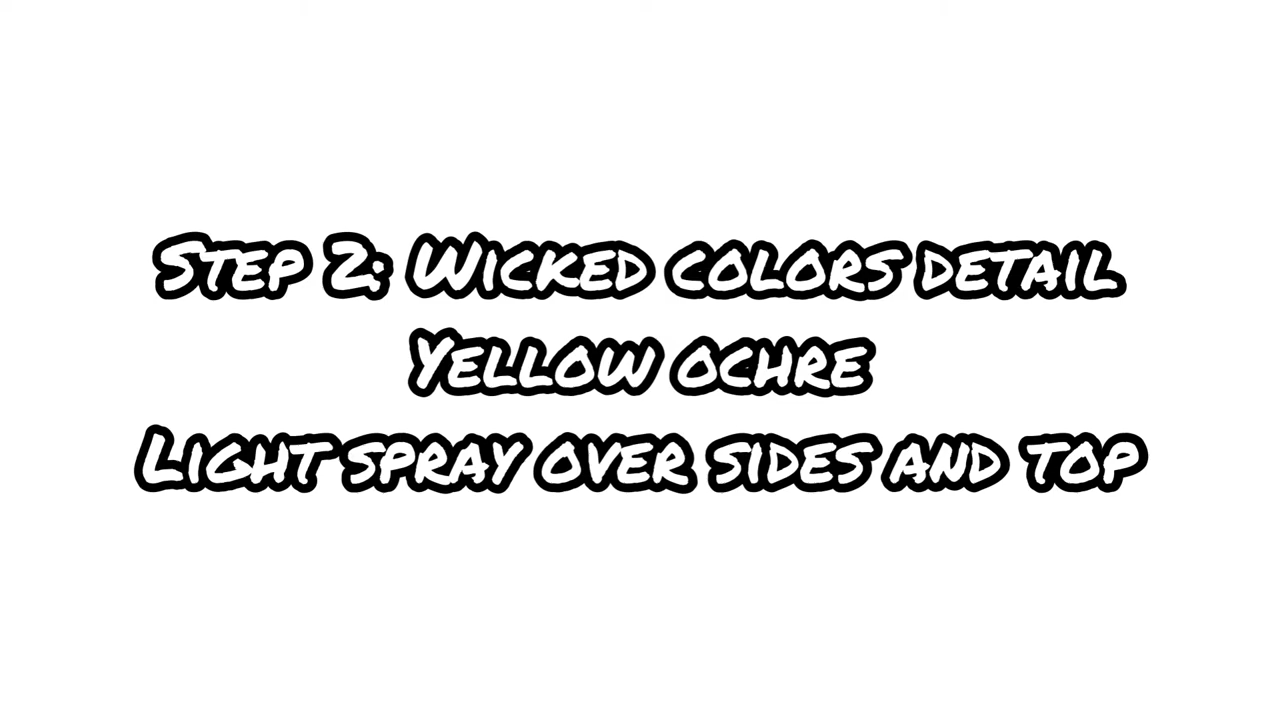 Step 2: Wicked colors detail
Yellow ochre
Light spray over sides and top